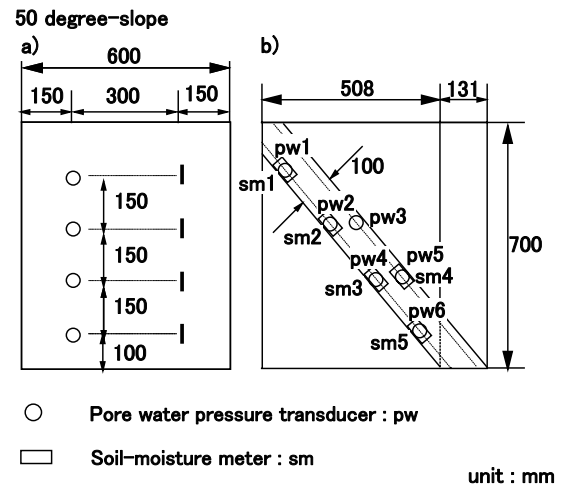 50 degree-slope
a)
600
150 300 150
150
150
150
100
b)
508 131
pw1
100
sm1
pw2
pw3
sm2
700
pw4
pw5
sm3
sm4
pw6
sm5
Pore water pressure transducer : pw
Soil-moisture meter : sm
unit : mm